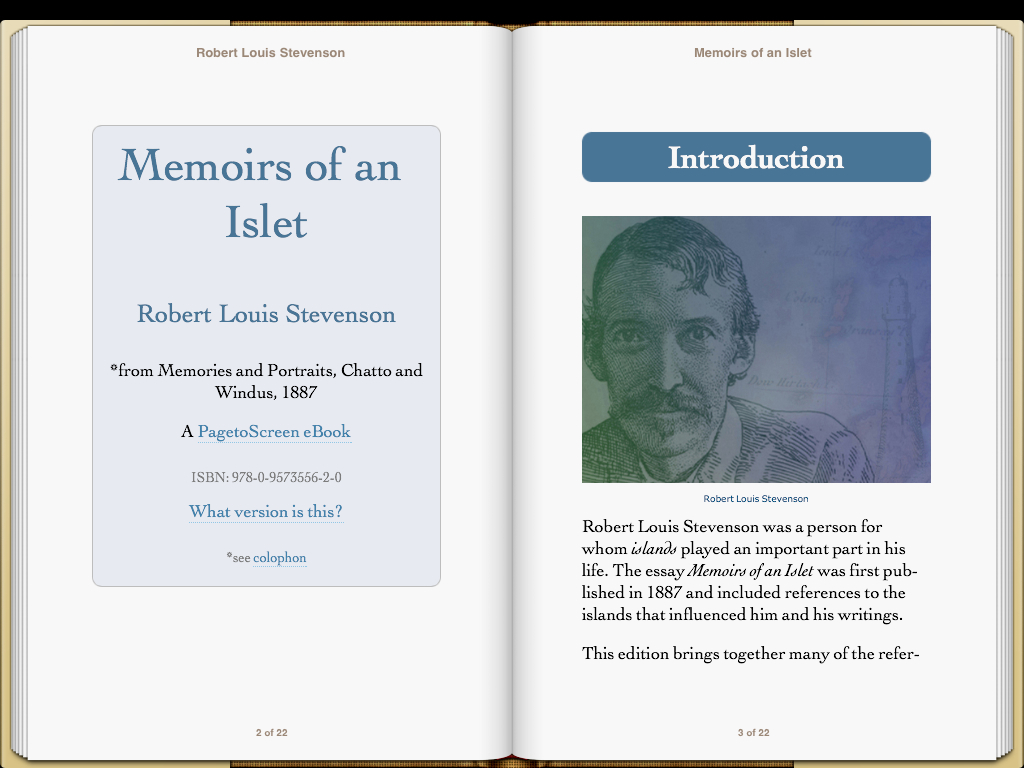 Robert Louis Stevenson
Memoirs of an
Islet
Robert Louis Stevenson
*from Memories and Portraits, Chatto and
Windus, 1887
A PagetoScreen eBook
ISBN: 978-0-9573556-2-0
What version is this?
*see colophon
2 of 22
Memoirs of an Islet
Introduction
Robert Louis Stevenson
Robert Louis Stevenson was a person for
whom islands played an important part in his
life. The essay Memoirs of an Islet was first pub-
lished in 1887 and included references to the
islands that influenced him and his writings.
This edition brings together many of the refer-
3 of 22